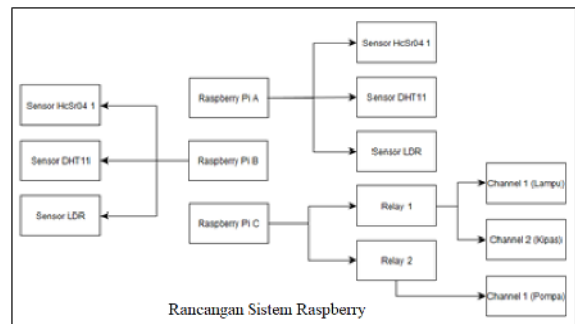 Sensor HcSr04 1
Raspberry Pi A
Sensor DHT11
Sensor LDR
Sensor HcSr04 1
Sensor DHT11
Sensor LDR
Raspberry Pi B
Raspberry Pi C
Relay 1
Relay 2
Channel 1 (Lampu)
Channel 2 (Kipas)
Channel 1 (Pompa)
Rancangan Sistem Raspberry